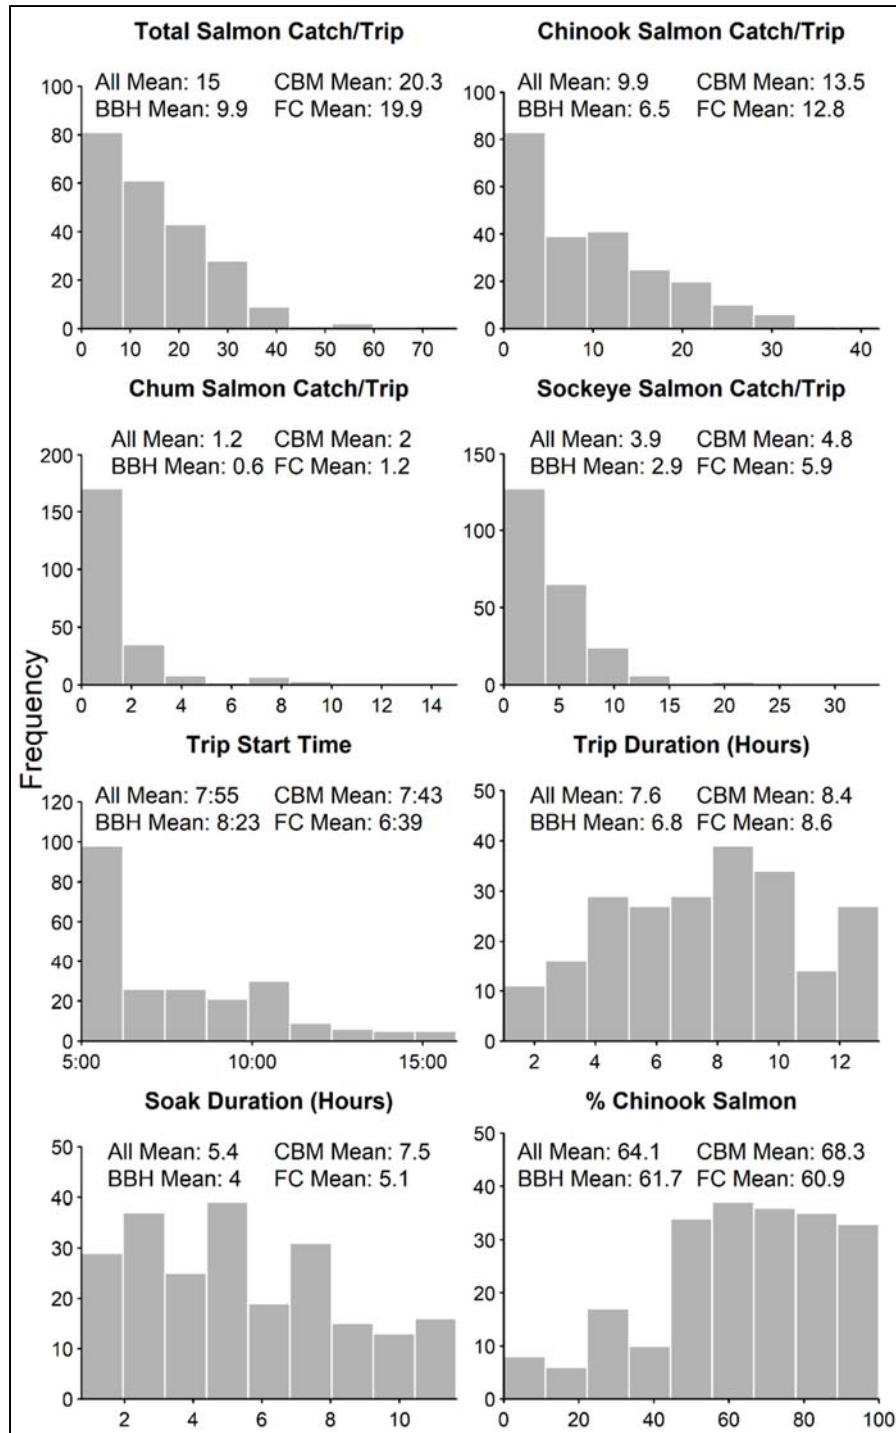 Total Salmon Catch/Trip
All Mean: 15 CBM Mean: 20.3
BBH Mean: 9.9 FC Mean: 19.9
100
80
60
40
20
0
0 10 20 30 40 50 60 70
Chinook Salmon Catch/Trip
All Mean: 9.9 CBM Mean: 13.5
BBH Mean: 6.5 FC Mean: 12.8
100
80
60
40
20
0
0 10 20 30 40
Chum Salmon Catch/Trip
All Mean: 1.2 CBM Mean: 2
BBH Mean: 0.6 FC Mean: 1.2
200
150
100
50
0
0 2 4 6 8 10 12 14
Sockeye Salmon Catch/Trip
All Mean: 3.9 CBM Mean: 4.8
BBH Mean: 2.9 FC Mean: 5.9
150
100
50
0
0 5 10 15 20 25 30
Frequency
Trip Start Time
All Mean: 7:55 CBM Mean: 7:43
BBH Mean: 8:23 FC Mean: 6:39
120
100
80
60
40
20
0
5:00 10:00 15:00
Trip Duration (Hours)
All Mean: 7.6 CBM Mean: 8.4
BBH Mean: 6.8 FC Mean: 8.6
50
40
30
20
10
0
2 4 6 8 10 12
Soak Duration (Hours)
All Mean: 5.4 CBM Mean: 7.5
BBH Mean: 4 FC Mean: 5.1
50
40
30
20
10
0
2 4 6 8 10
% Chinook Salmon
All Mean: 64.1 CBM Mean: 68.3
BBH Mean: 61.7 FC Mean: 60.9
50
40
30
20
10
0
0 20 40 60 80 100